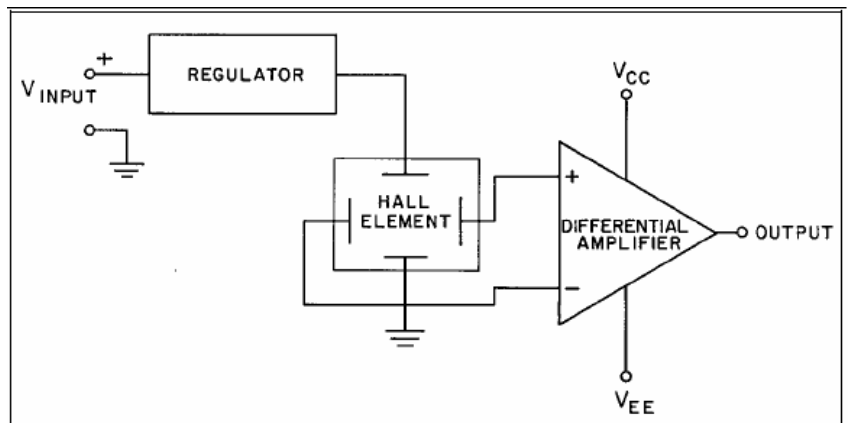 +
V INPUT
REGULATOR
VCC
HALL
ELEMENT
+
DIFFERENTIAL
AMPLIFIER
−
OUTPUT
VEE